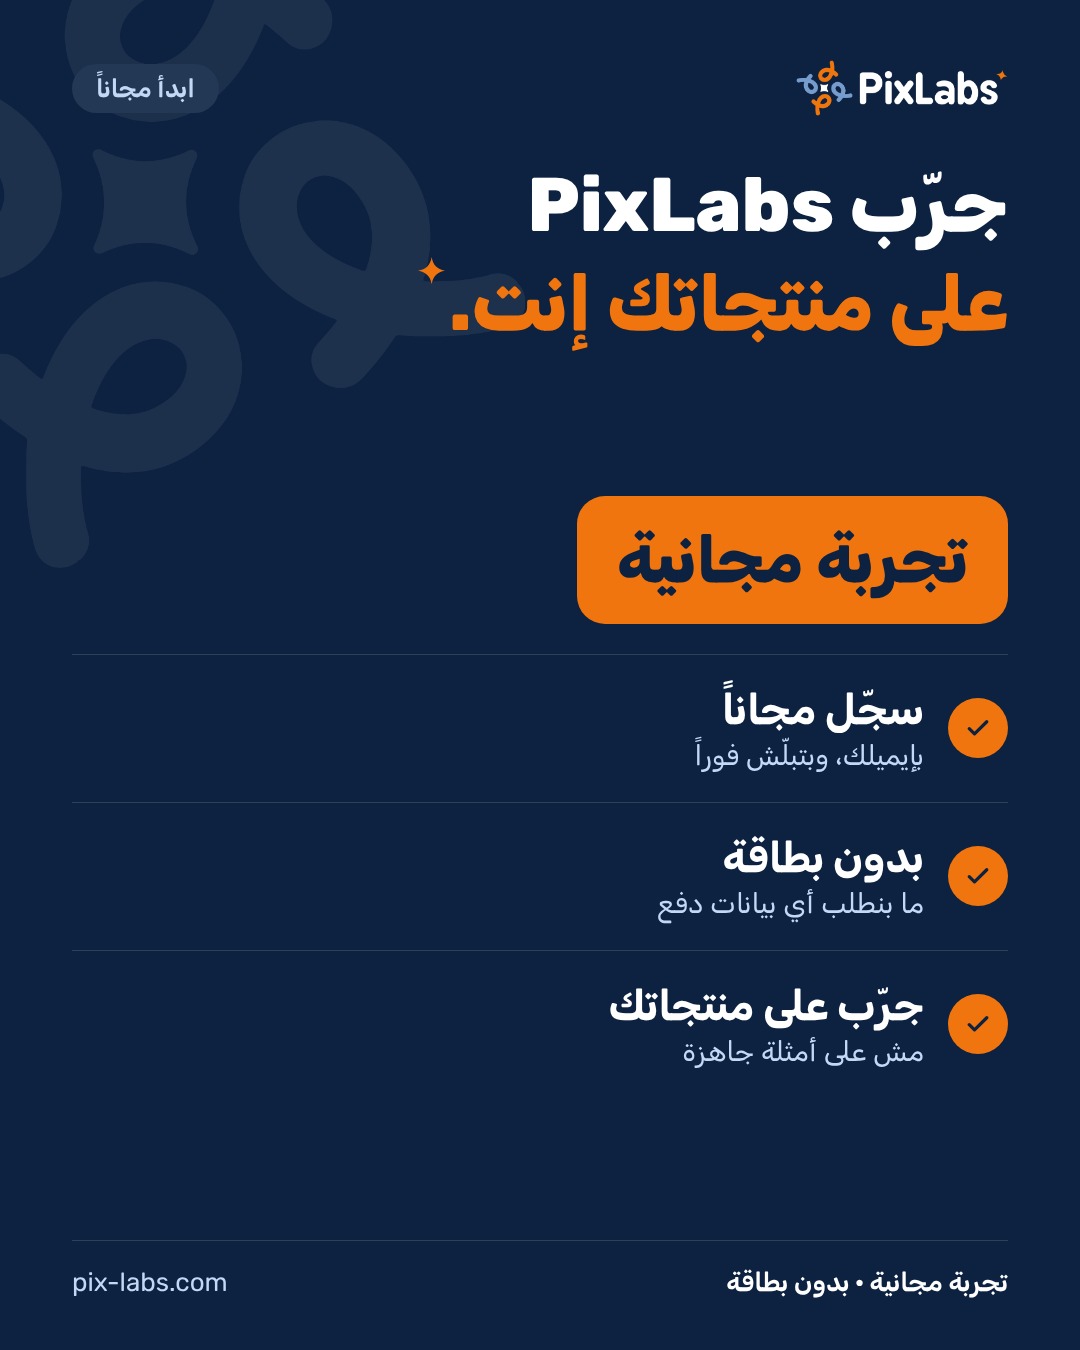 PixLabs
ابدأ مجاناً
جرّب PixLabs
على منتجاتك إنت.
تجربة مجانية
سجّل مجاناً
بإيميلك، وبتبلّش فوراً
بدون بطاقة
ما بنطلب أي بيانات دفع
جرّب على منتجاتك
مش على أمثلة جاهزة
تجربة مجانية • بدون بطاقة
pix-labs.com